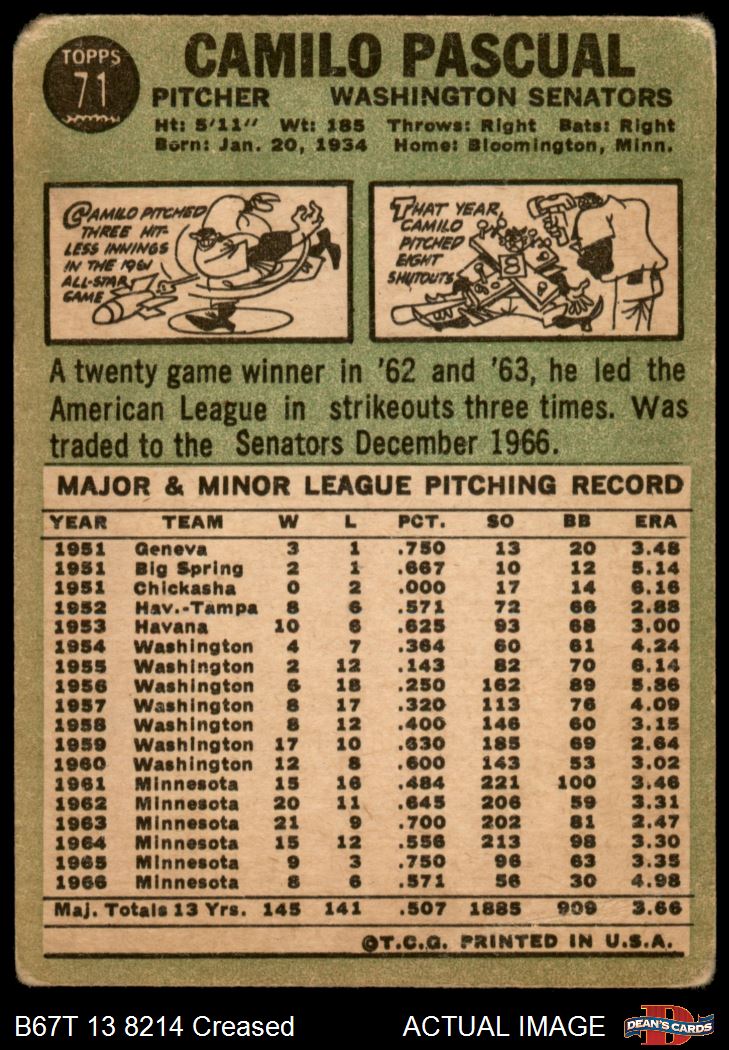 TOPPS
71
CAMILO PASCUAL
PITCHER WASHINGTON SENATORS
Ht: 5'11" Wt: 185 Throws: Right Bats: Right
Born: Jan. 20, 1934 Home: Bloomington, Minn.
CAMILO PITCHED
THREE HIT-
LESS INNINGS
IN THE 1961
ALL-STAR
GAME
THAT YEAR,
CAMILO
PITCHED
EIGHT
SHUTOUTS
A twenty game winner in '62 and '63, he led the
American League in strikeouts three times. Was
traded to the Senators December 1966.
MAJOR & MINOR LEAGUE PITCHING RECORD
YEAR TEAM W L PCT. SO BB ERA
1951 Geneva 3 1 .750 13 20 3.48
1951 Big Spring 2 1 .667 10 12 5.14
1951 Chickasha 0 2 .000 17 14 6.16
1952 Hav.-Tampa 8 6 .571 72 66 2.88
1953 Havana 10 6 .625 93 68 3.00
1954 Washington 4 7 .364 60 61 4.24
1955 Washington 2 12 .143 82 70 6.14
1956 Washington 6 18 .250 162 89 5.86
1957 Washington 8 17 .320 113 76 4.09
1958 Washington 8 12 .400 146 60 3.15
1959 Washington 17 10 .630 185 69 2.64
1960 Washington 12 8 .600 143 53 3.02
1961 Minnesota 15 16 .484 221 100 3.46
1962 Minnesota 20 11 .645 206 59 3.31
1963 Minnesota 21 9 .700 202 81 2.47
1964 Minnesota 15 12 .556 213 98 3.30
1965 Minnesota 9 3 .750 96 63 3.35
1966 Minnesota 8 6 .571 56 30 4.98
Maj. Totals 13 Yrs. 145 141 .507 1885 909 3.66
©T.C.G. PRINTED IN U.S.A.
B67T 13 8214 Creased ACTUAL IMAGE
D
DEAN'S CARDS